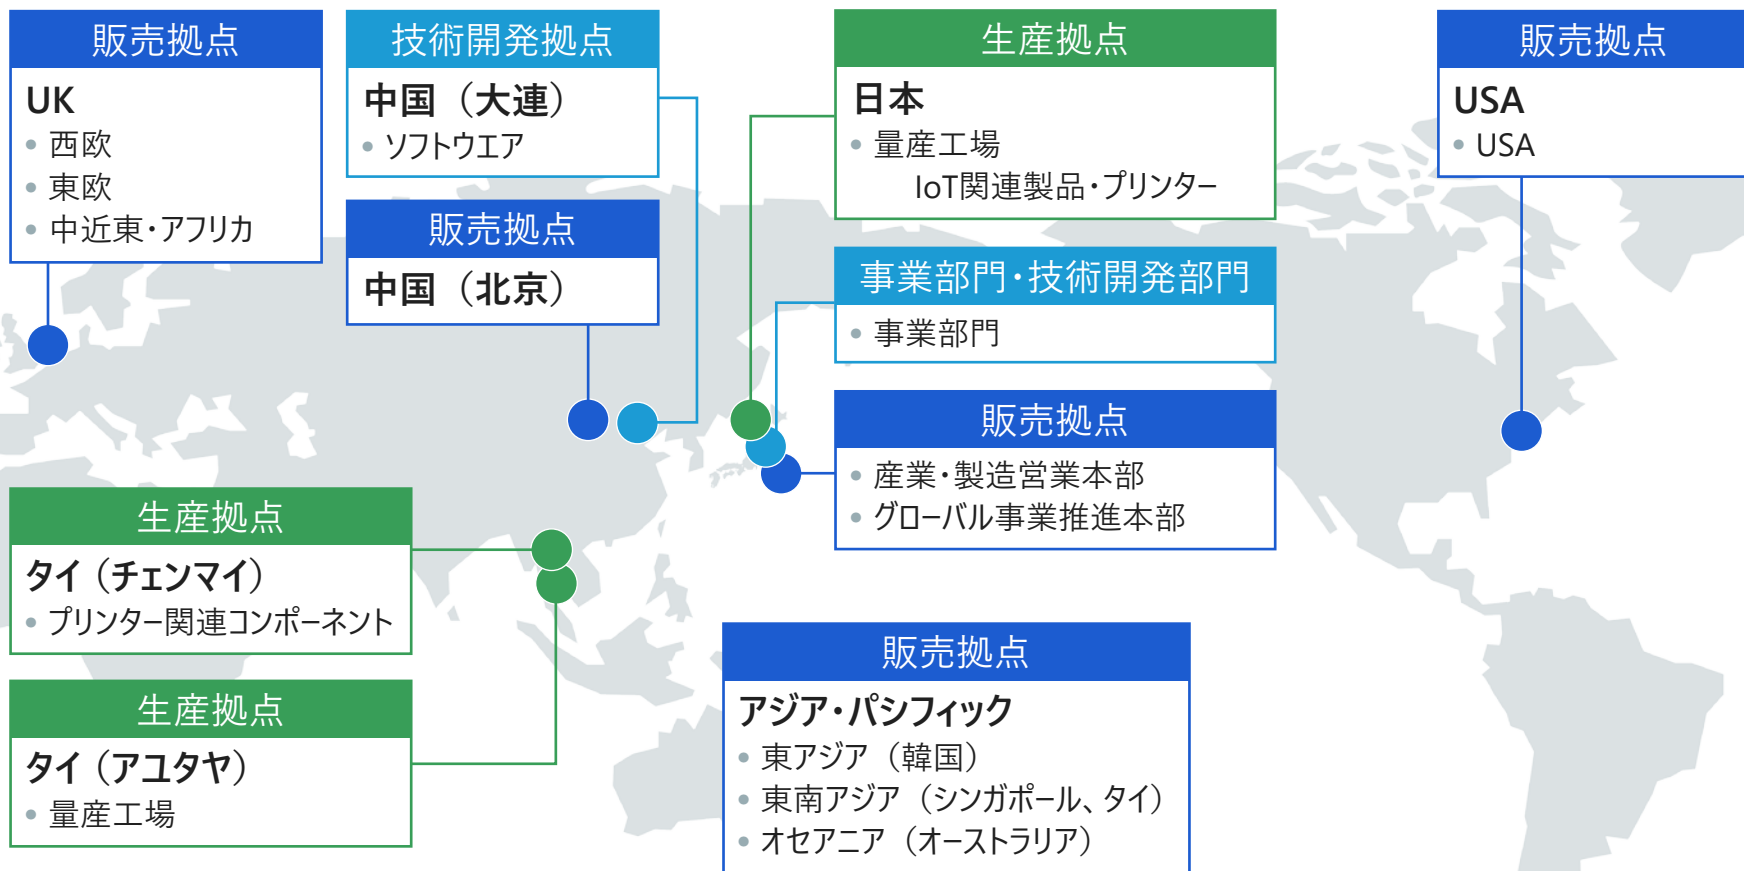 販売拠点
UK
• 西欧
• 東欧
• 中近東・アフリカ
技術開発拠点
中国（大連）
• ソフトウエア
販売拠点
中国（北京）
生産拠点
日本
• 量産工場
IoT関連製品・プリンター
事業部門・技術開発部門
• 事業部門
販売拠点
• 産業・製造営業本部
• グローバル事業推進本部
販売拠点
USA
• USA
生産拠点
タイ（チェンマイ）
• プリンター関連コンポーネント
生産拠点
タイ（アユタヤ）
• 量産工場
販売拠点
アジア・パシフィック
• 東アジア（韓国）
• 東南アジア（シンガポール、タイ）
• オセアニア（オーストラリア）